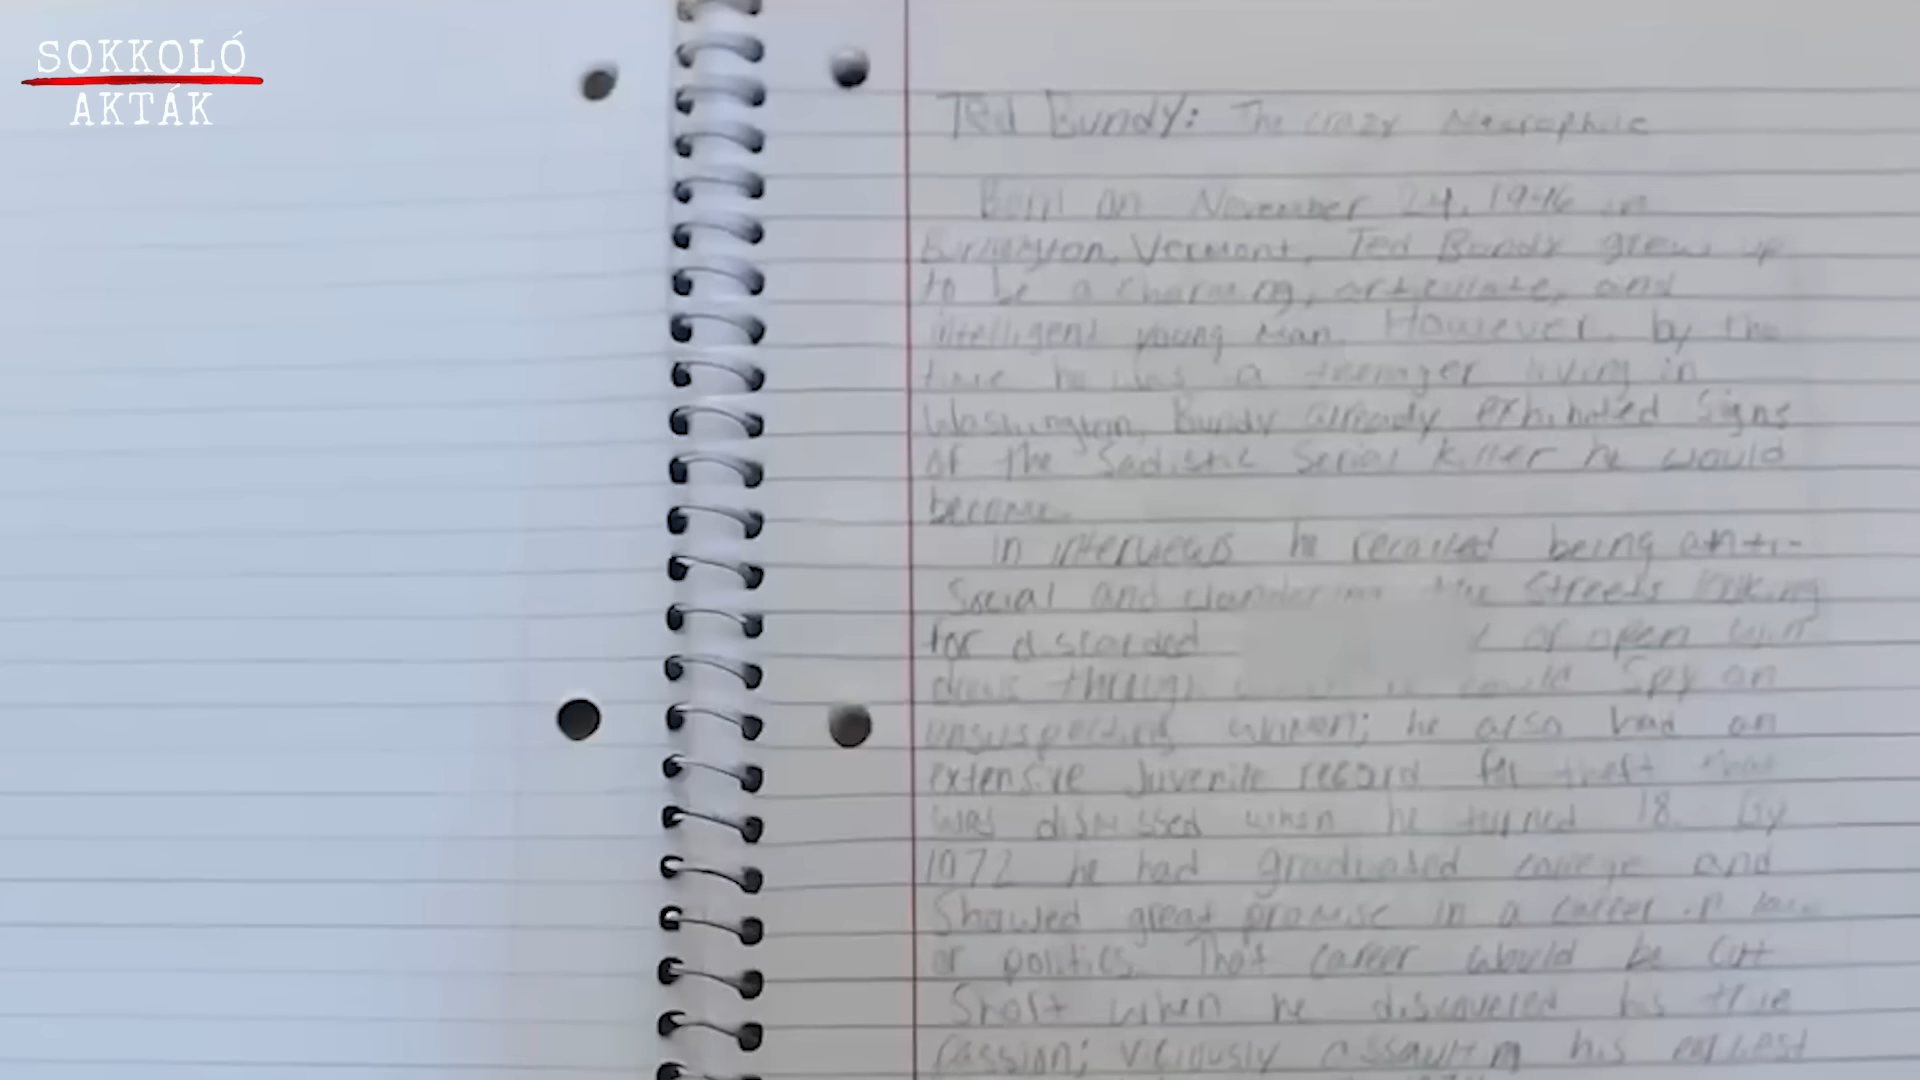 SOKKOLÓ
AKTÁK
Ted Bundy: The crazy Necrophile
Born on November 24, 1946 in
Burlington, Vermont, Ted Bundy grew up
to be a charming, articulate, and
intelligent young man. However, by the
time he was a teenager living in
Washington, Bundy already exhibited signs
of the Sadistic Serial killer he would
become.
In interviews he recalled being anti-
Social and wandering the Streets looking
for discarded of open win-
dows through could Spy on
unsuspecting women; he also had an
extensive Juvenile record for theft that
was dismissed when he turned 18. By
1972 he had graduated college and
Showed great promise in a career in law
or politics. That career would be cut
Short when he discovered his true
passion; viciously assaulting his earliest